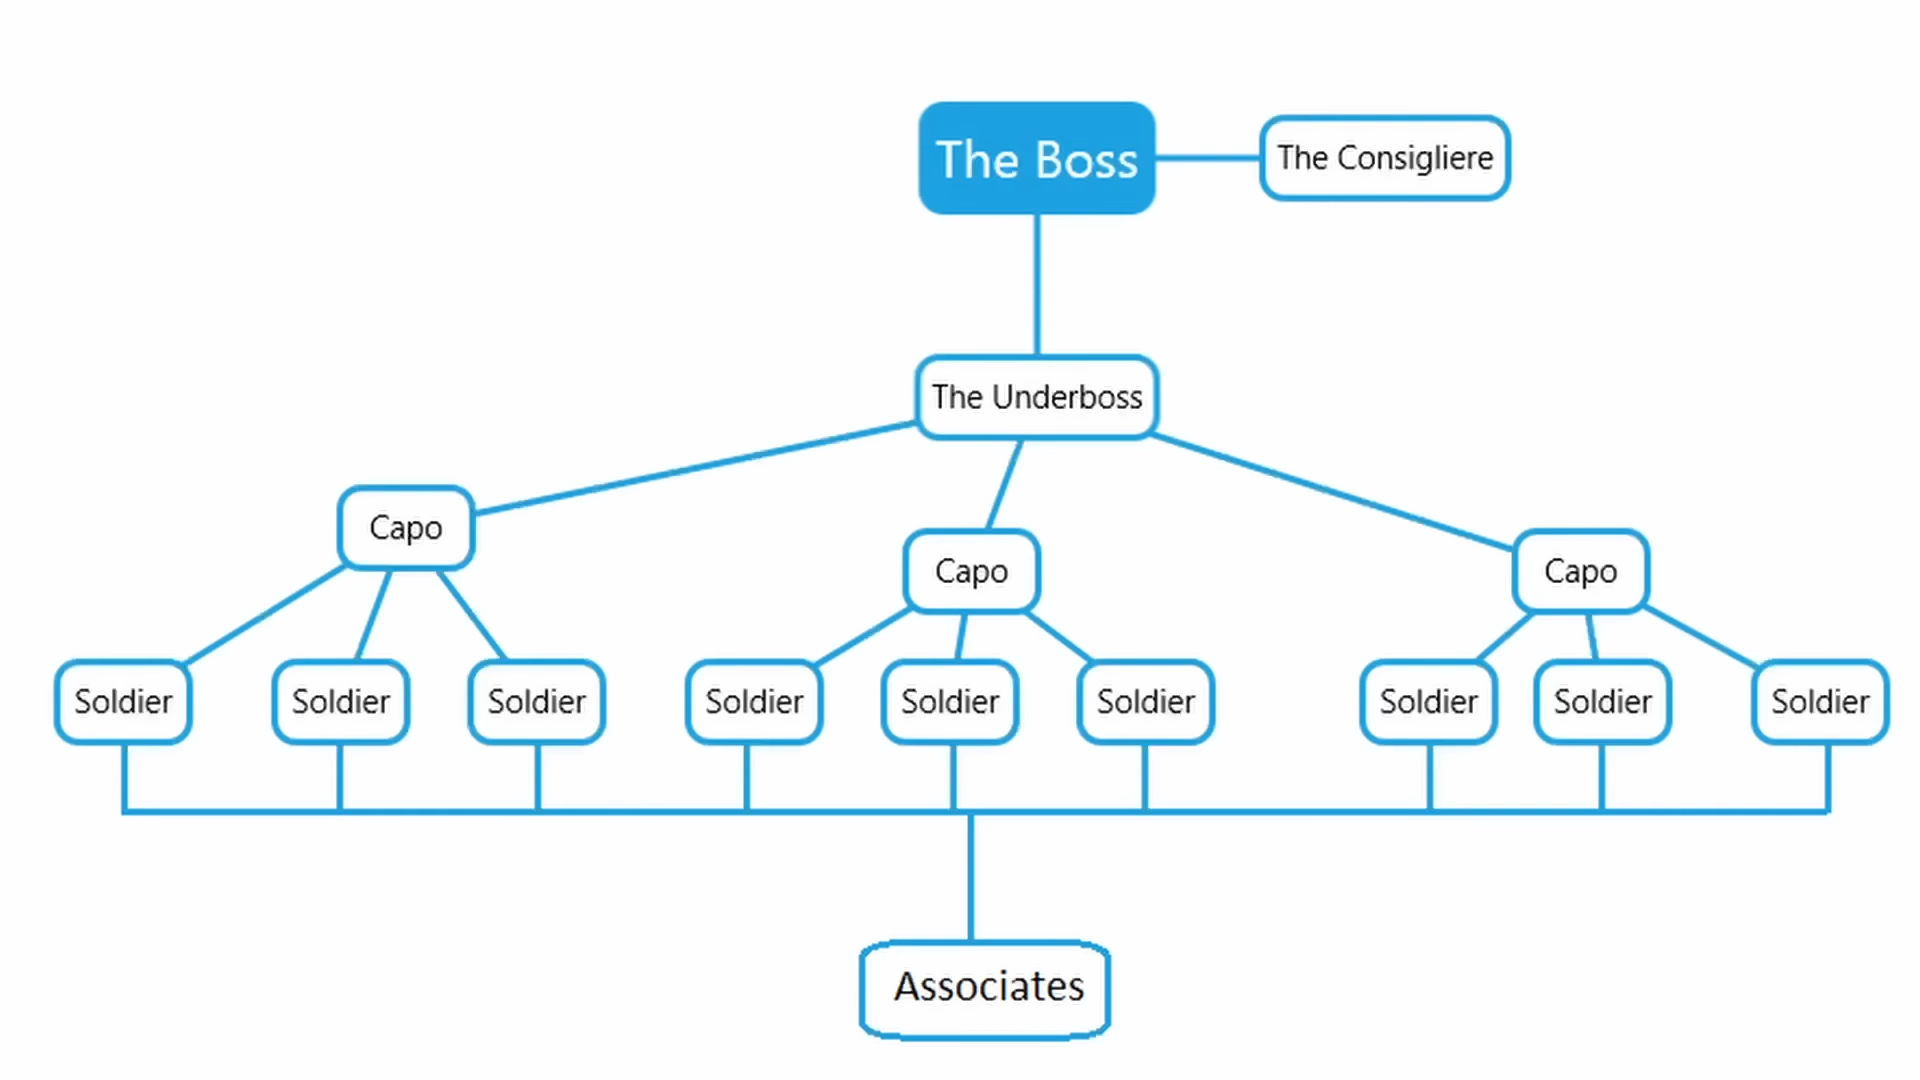 The Boss
The Consigliere
The Underboss
Capo
Capo
Capo
Soldier
Soldier
Soldier
Soldier
Soldier
Soldier
Soldier
Soldier
Soldier
Associates